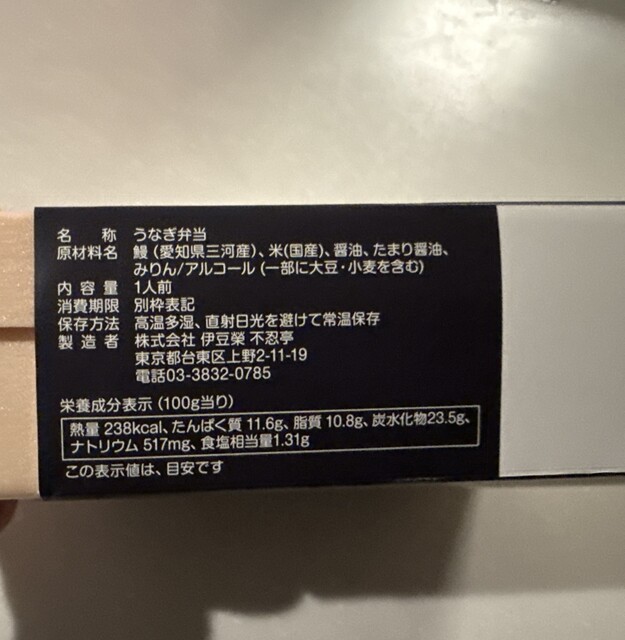 名称 うなぎ弁当
原材料名 鰻(愛知県三河産)、米(国産)、醤油、たまり醤油、
みりん/アルコール(一部に大豆・小麦を含む)
内容量 1人前
消費期限 別枠表記
保存方法 高温多湿、直射日光を避けて常温保存
製造者 株式会社 伊豆榮 不忍亭
東京都台東区上野2-11-19
電話03-3832-0785
栄養成分表示(100g当り)
熱量 238kcal、たんぱく質 11.6g、脂質 10.8g、炭水化物23.5g、
ナトリウム 517mg、食塩相当量1.31g
この表示値は、目安です